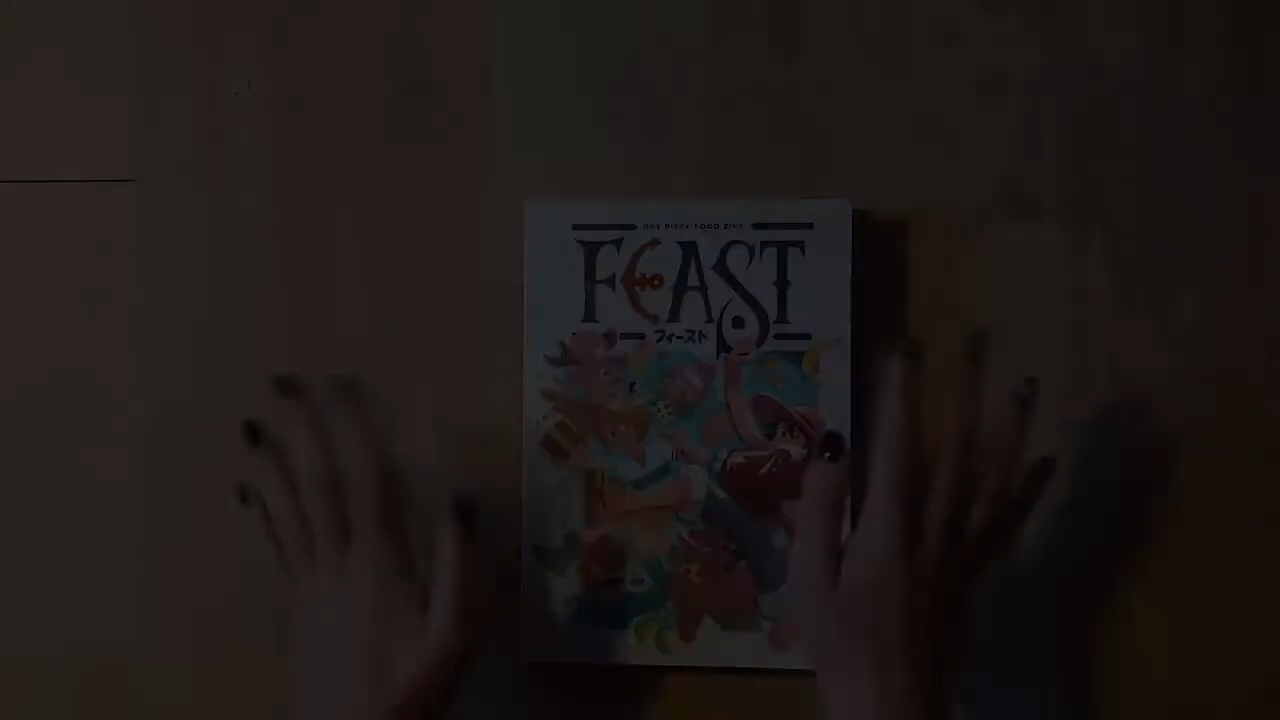 ONE PIECE FOOD ZINE
FEAST
フィースト